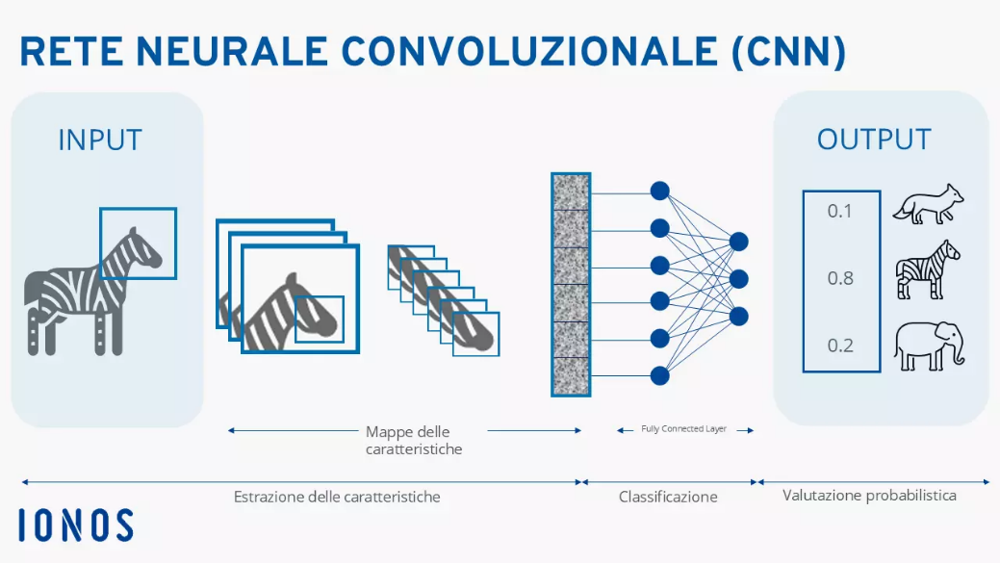 RETE NEURALE CONVOLUZIONALE (CNN)
INPUT
OUTPUT
0.1
0.8
0.2
Mappe delle
caratteristiche
Fully Connected Layer
Estrazione delle caratteristiche
Classificazione
Valutazione probabilistica
IONOS